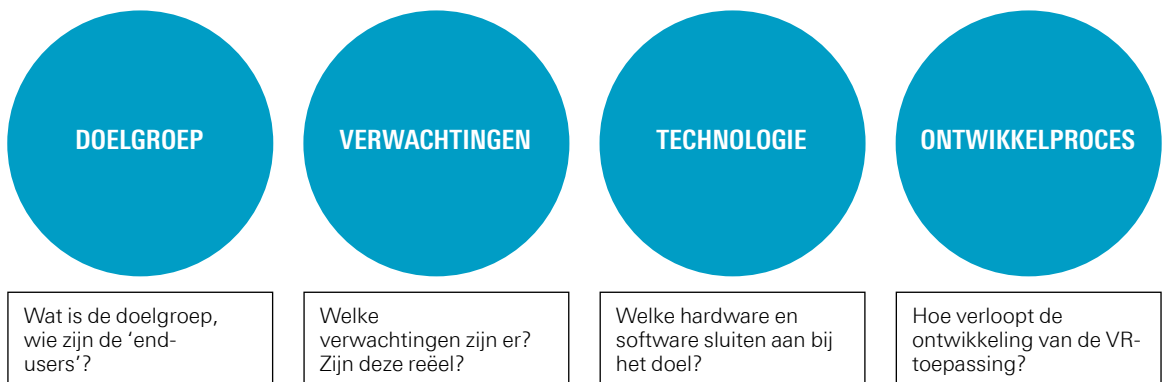 DOELGROEP
VERWACHTINGEN
TECHNOLOGIE
ONTWIKKELPROCES
Wat is de doelgroep,
wie zijn de ‘end-
users’?
Welke
verwachtingen zijn er?
Zijn deze reëel?
Welke hardware en
software sluiten aan bij
het doel?
Hoe verloopt de
ontwikkeling van de VR-
toepassing?